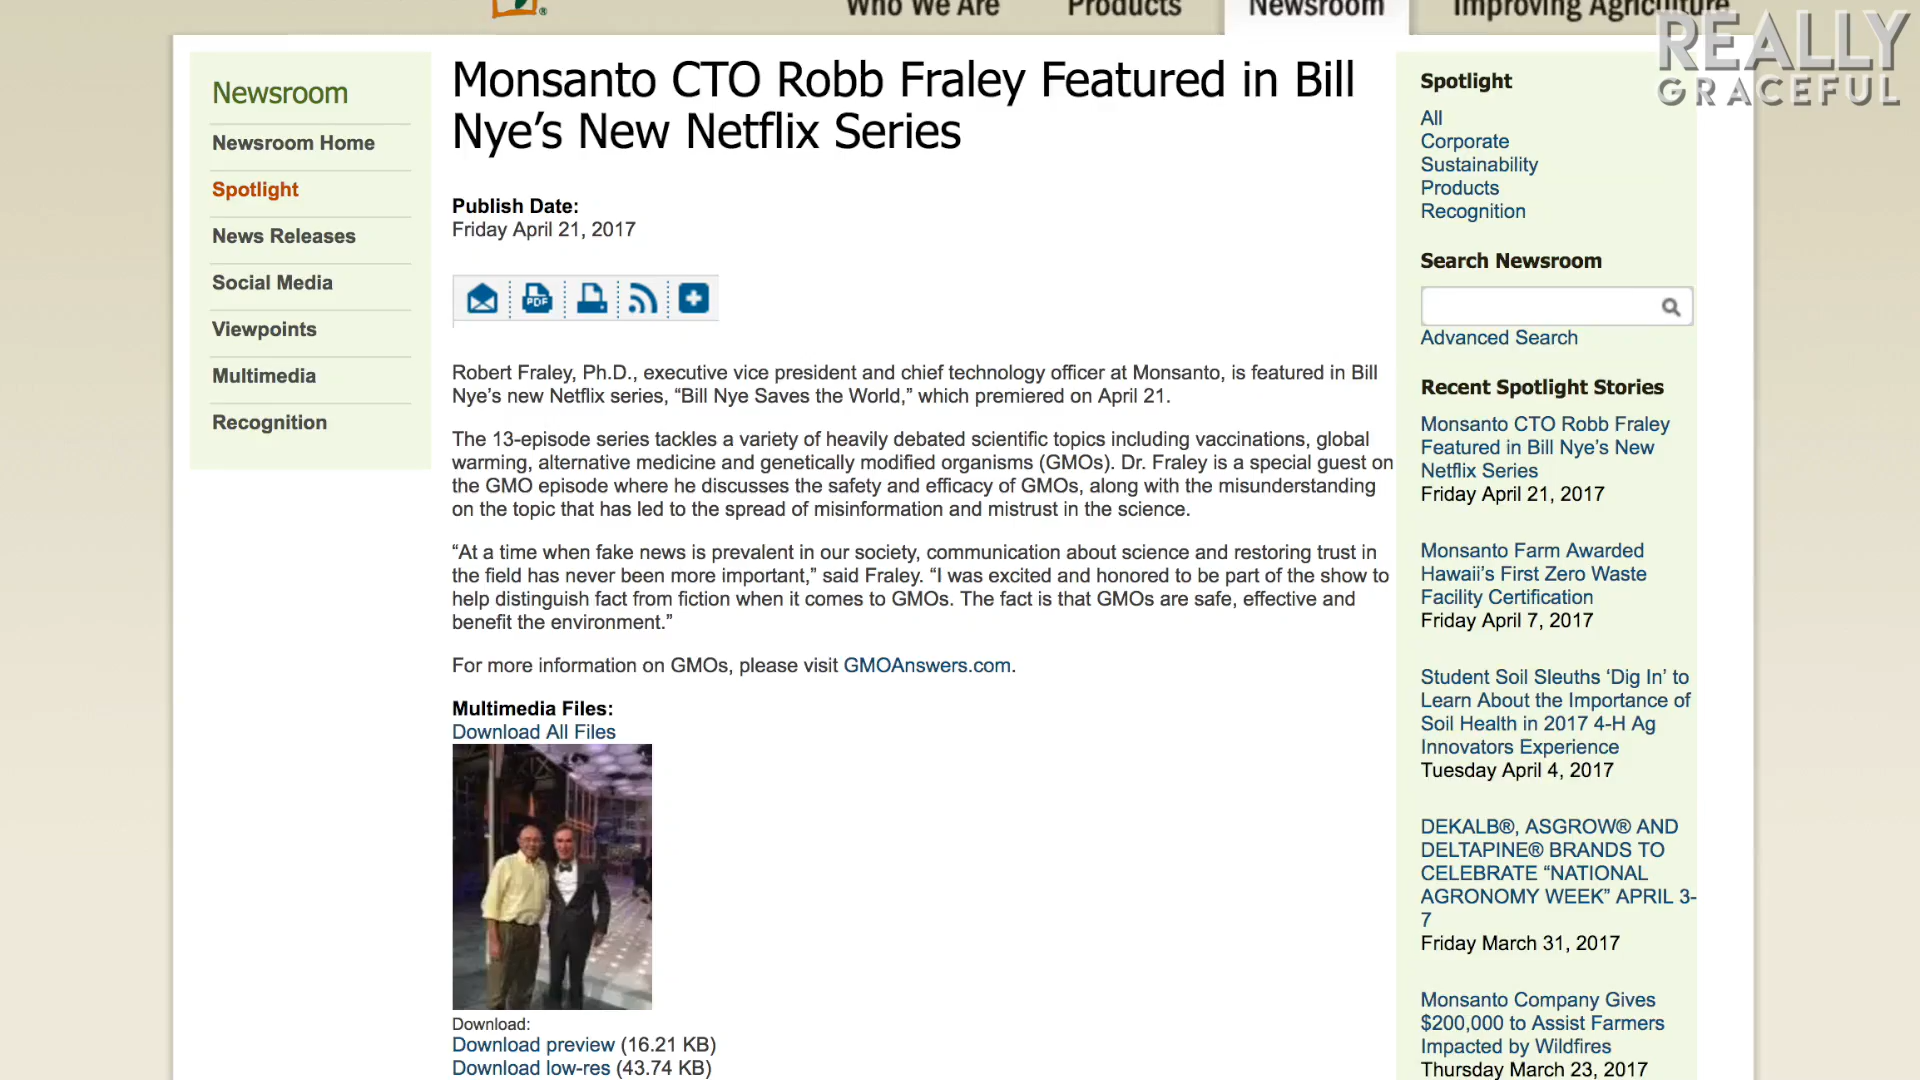 Who We Are
Products
Newsroom
Improving Agriculture
REALLY
GRACEFUL
Newsroom
Newsroom Home
Spotlight
News Releases
Social Media
Viewpoints
Multimedia
Recognition
Monsanto CTO Robb Fraley Featured in Bill
Nye’s New Netflix Series
Publish Date:
Friday April 21, 2017
PDF
Robert Fraley, Ph.D., executive vice president and chief technology officer at Monsanto, is featured in Bill
Nye’s new Netflix series, “Bill Nye Saves the World,” which premiered on April 21.
The 13-episode series tackles a variety of heavily debated scientific topics including vaccinations, global
warming, alternative medicine and genetically modified organisms (GMOs). Dr. Fraley is a special guest on
the GMO episode where he discusses the safety and efficacy of GMOs, along with the misunderstanding
on the topic that has led to the spread of misinformation and mistrust in the science.
“At a time when fake news is prevalent in our society, communication about science and restoring trust in
the field has never been more important,” said Fraley. “I was excited and honored to be part of the show to
help distinguish fact from fiction when it comes to GMOs. The fact is that GMOs are safe, effective and
benefit the environment.”
For more information on GMOs, please visit GMOAnswers.com.
Multimedia Files:
Download All Files
Download:
Download preview (16.21 KB)
Download low-res (43.74 KB)
Spotlight
All
Corporate
Sustainability
Products
Recognition
Search Newsroom
Advanced Search
Recent Spotlight Stories
Monsanto CTO Robb Fraley
Featured in Bill Nye’s New
Netflix Series
Friday April 21, 2017
Monsanto Farm Awarded
Hawaii’s First Zero Waste
Facility Certification
Friday April 7, 2017
Student Soil Sleuths ‘Dig In’ to
Learn About the Importance of
Soil Health in 2017 4-H Ag
Innovators Experience
Tuesday April 4, 2017
DEKALB®, ASGROW® AND
DELTAPINE® BRANDS TO
CELEBRATE “NATIONAL
AGRONOMY WEEK” APRIL 3-
7
Friday March 31, 2017
Monsanto Company Gives
$200,000 to Assist Farmers
Impacted by Wildfires
Thursday March 23, 2017